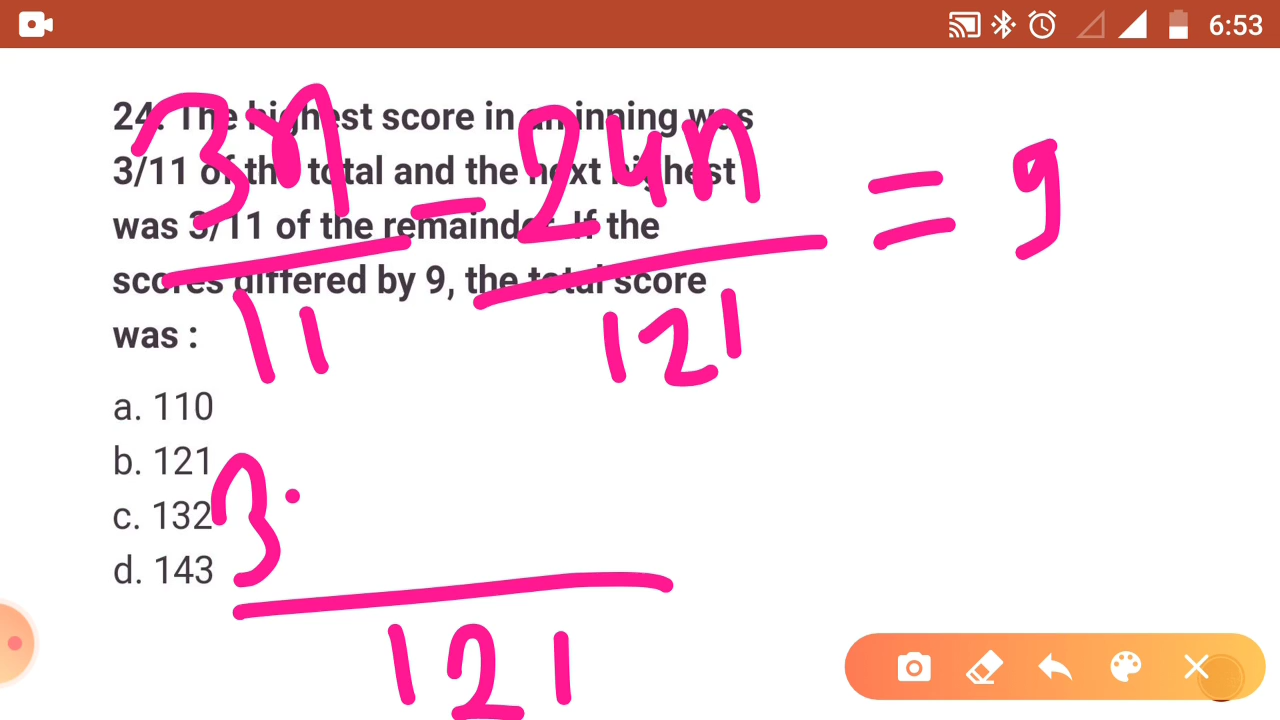 6:53
24. The highest score in an inning was
3/11 of the total and the next highest
was 3/11 of the remainder. If the
scores differed by 9, the total score
was :
a. 110
b. 121
c. 132
d. 143
3n/11 - 24n/121 = 9
3
121